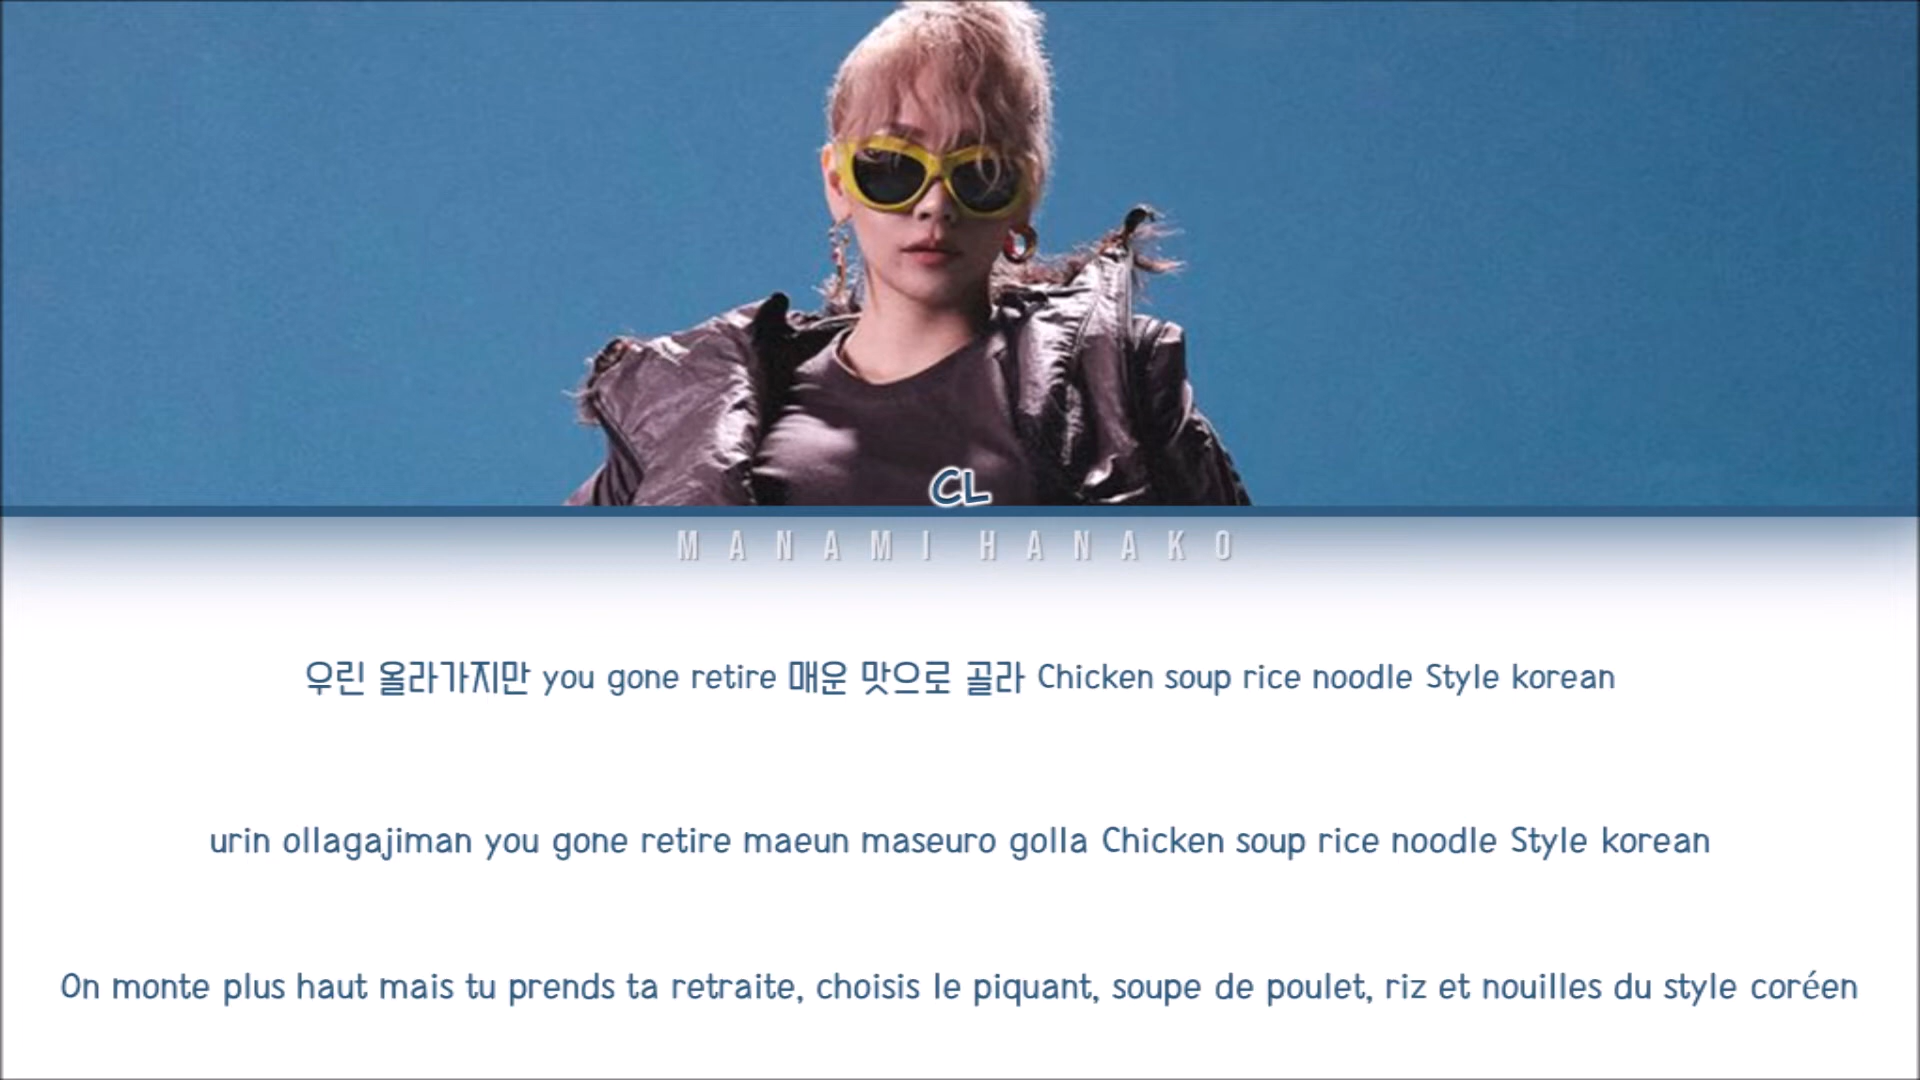 CL
MANAMI HANAKO
우린 올라가지만 you gone retire 매운 맛으로 골라 Chicken soup rice noodle Style korean
urin ollagajiman you gone retire maeun maseuro golla Chicken soup rice noodle Style korean
On monte plus haut mais tu prends ta retraite, choisis le piquant, soupe de poulet, riz et nouilles du style coréen